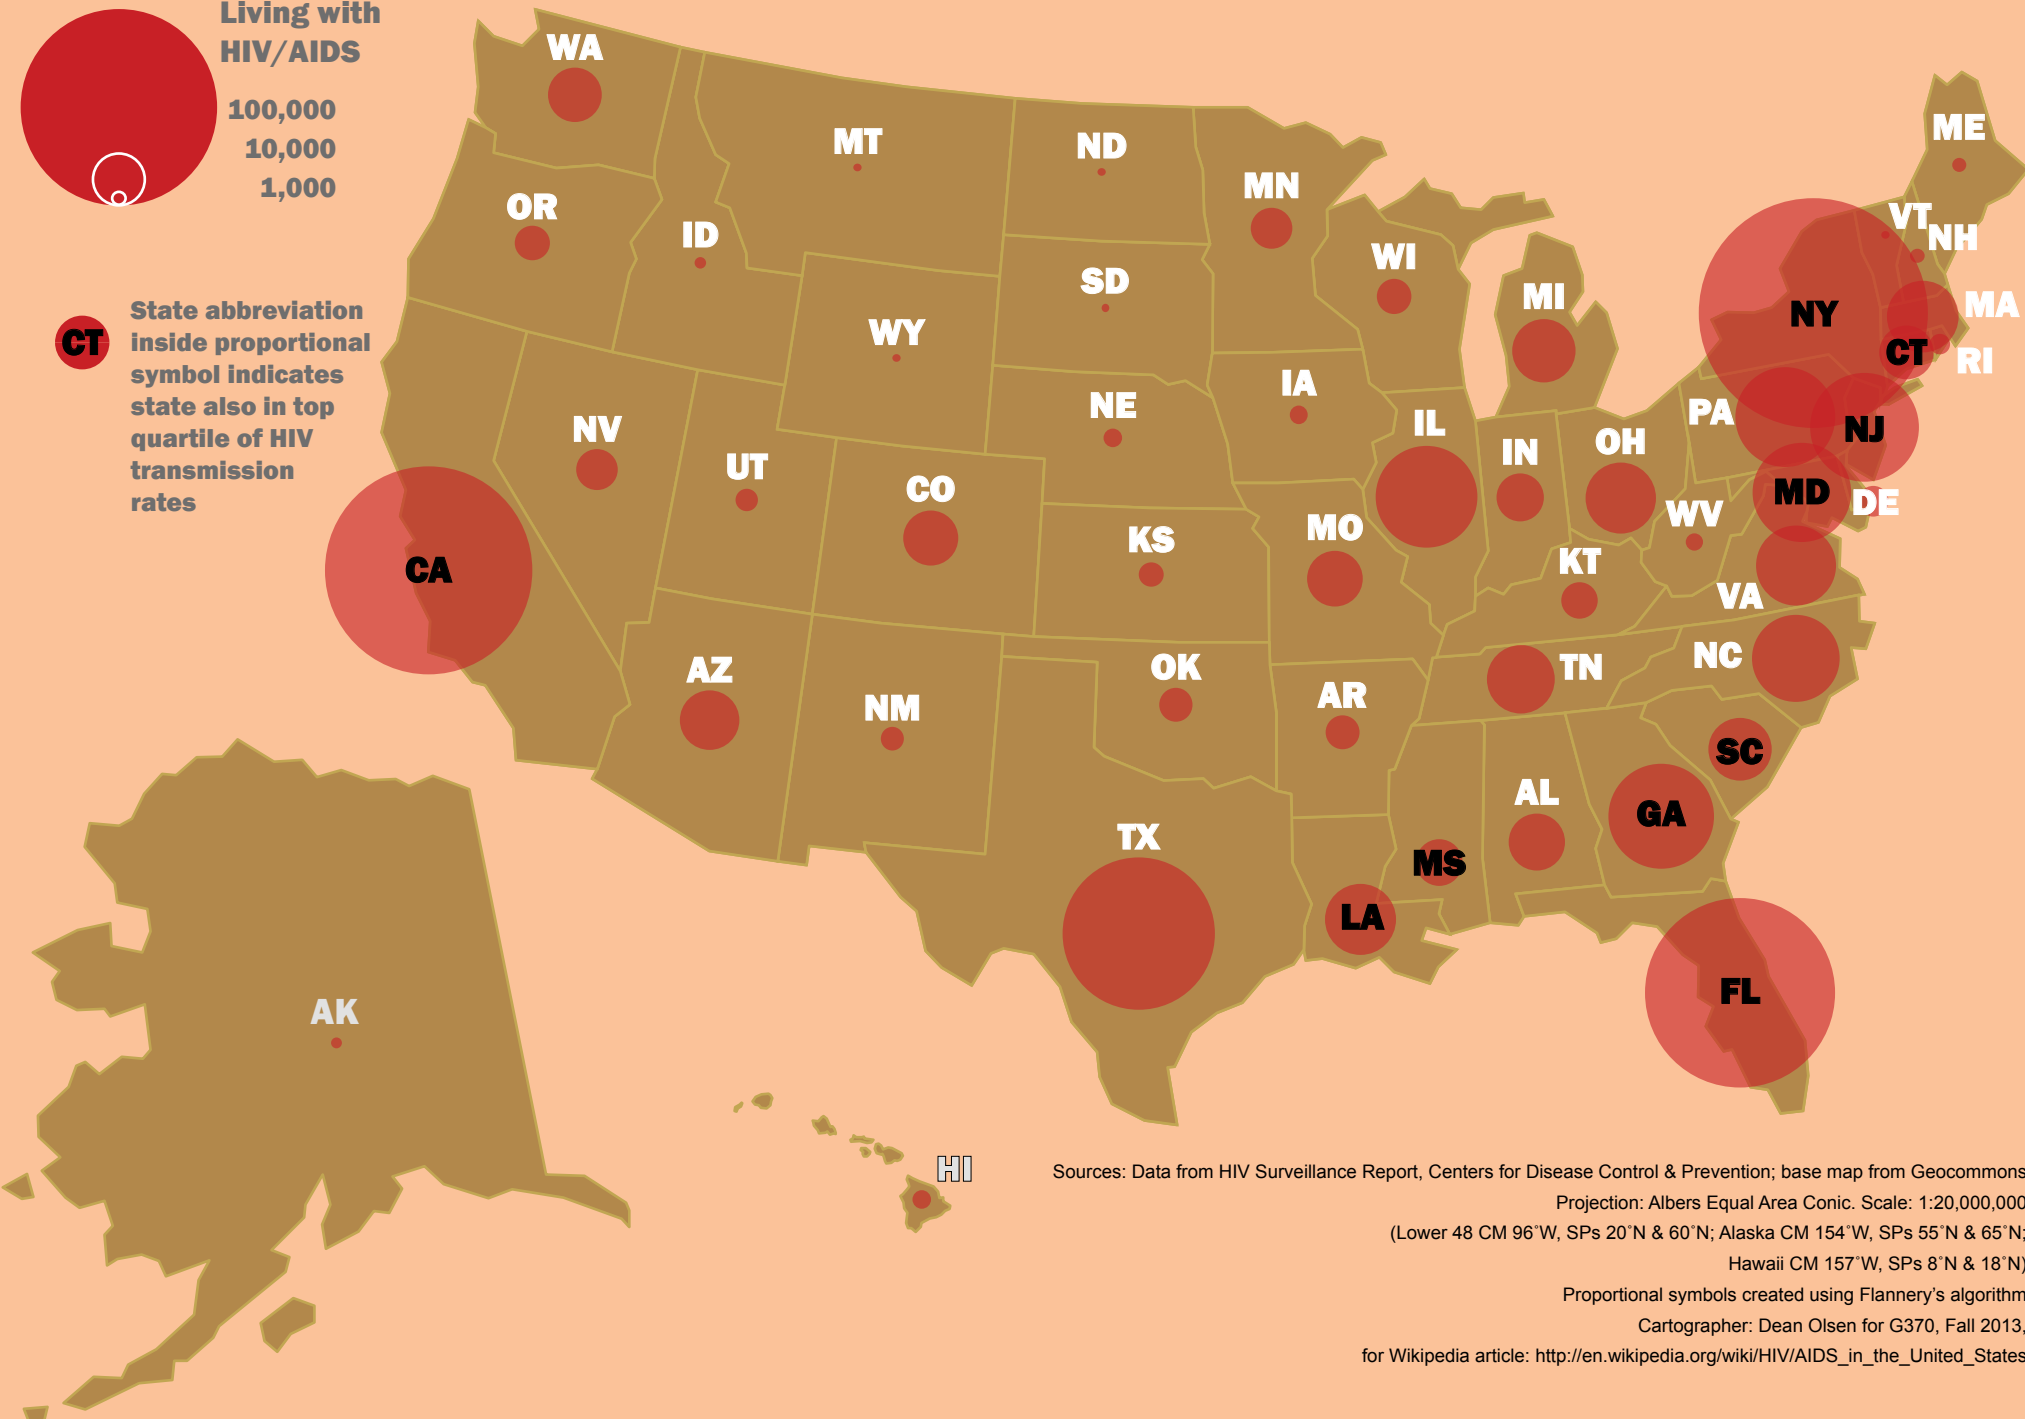 Living with
HIV/AIDS
100,000
10,000
1,000
CT
State abbreviation
inside proportional
symbol indicates
state also in top
quartile of HIV
transmission
rates
WA
MT
ND
MN
ME
OR
ID
SD
WI
MI
VT
NH
NY
MA
CT
RI
WY
NV
UT
CO
NE
IA
IL
IN
OH
PA
NJ
MD
DE
WV
VA
CA
KS
MO
KT
AZ
NM
OK
AR
TN
NC
SC
TX
LA
MS
AL
GA
FL
AK
HI
Sources: Data from HIV Surveillance Report, Centers for Disease Control & Prevention; base map from Geocommons
Projection: Albers Equal Area Conic. Scale: 1:20,000,000
(Lower 48 CM 96°W, SPs 20°N & 60°N; Alaska CM 154°W, SPs 55°N & 65°N;
Hawaii CM 157°W, SPs 8°N & 18°N)
Proportional symbols created using Flannery's algorithm
Cartographer: Dean Olsen for G370, Fall 2013,
for Wikipedia article: http://en.wikipedia.org/wiki/HIV/AIDS_in_the_United_States